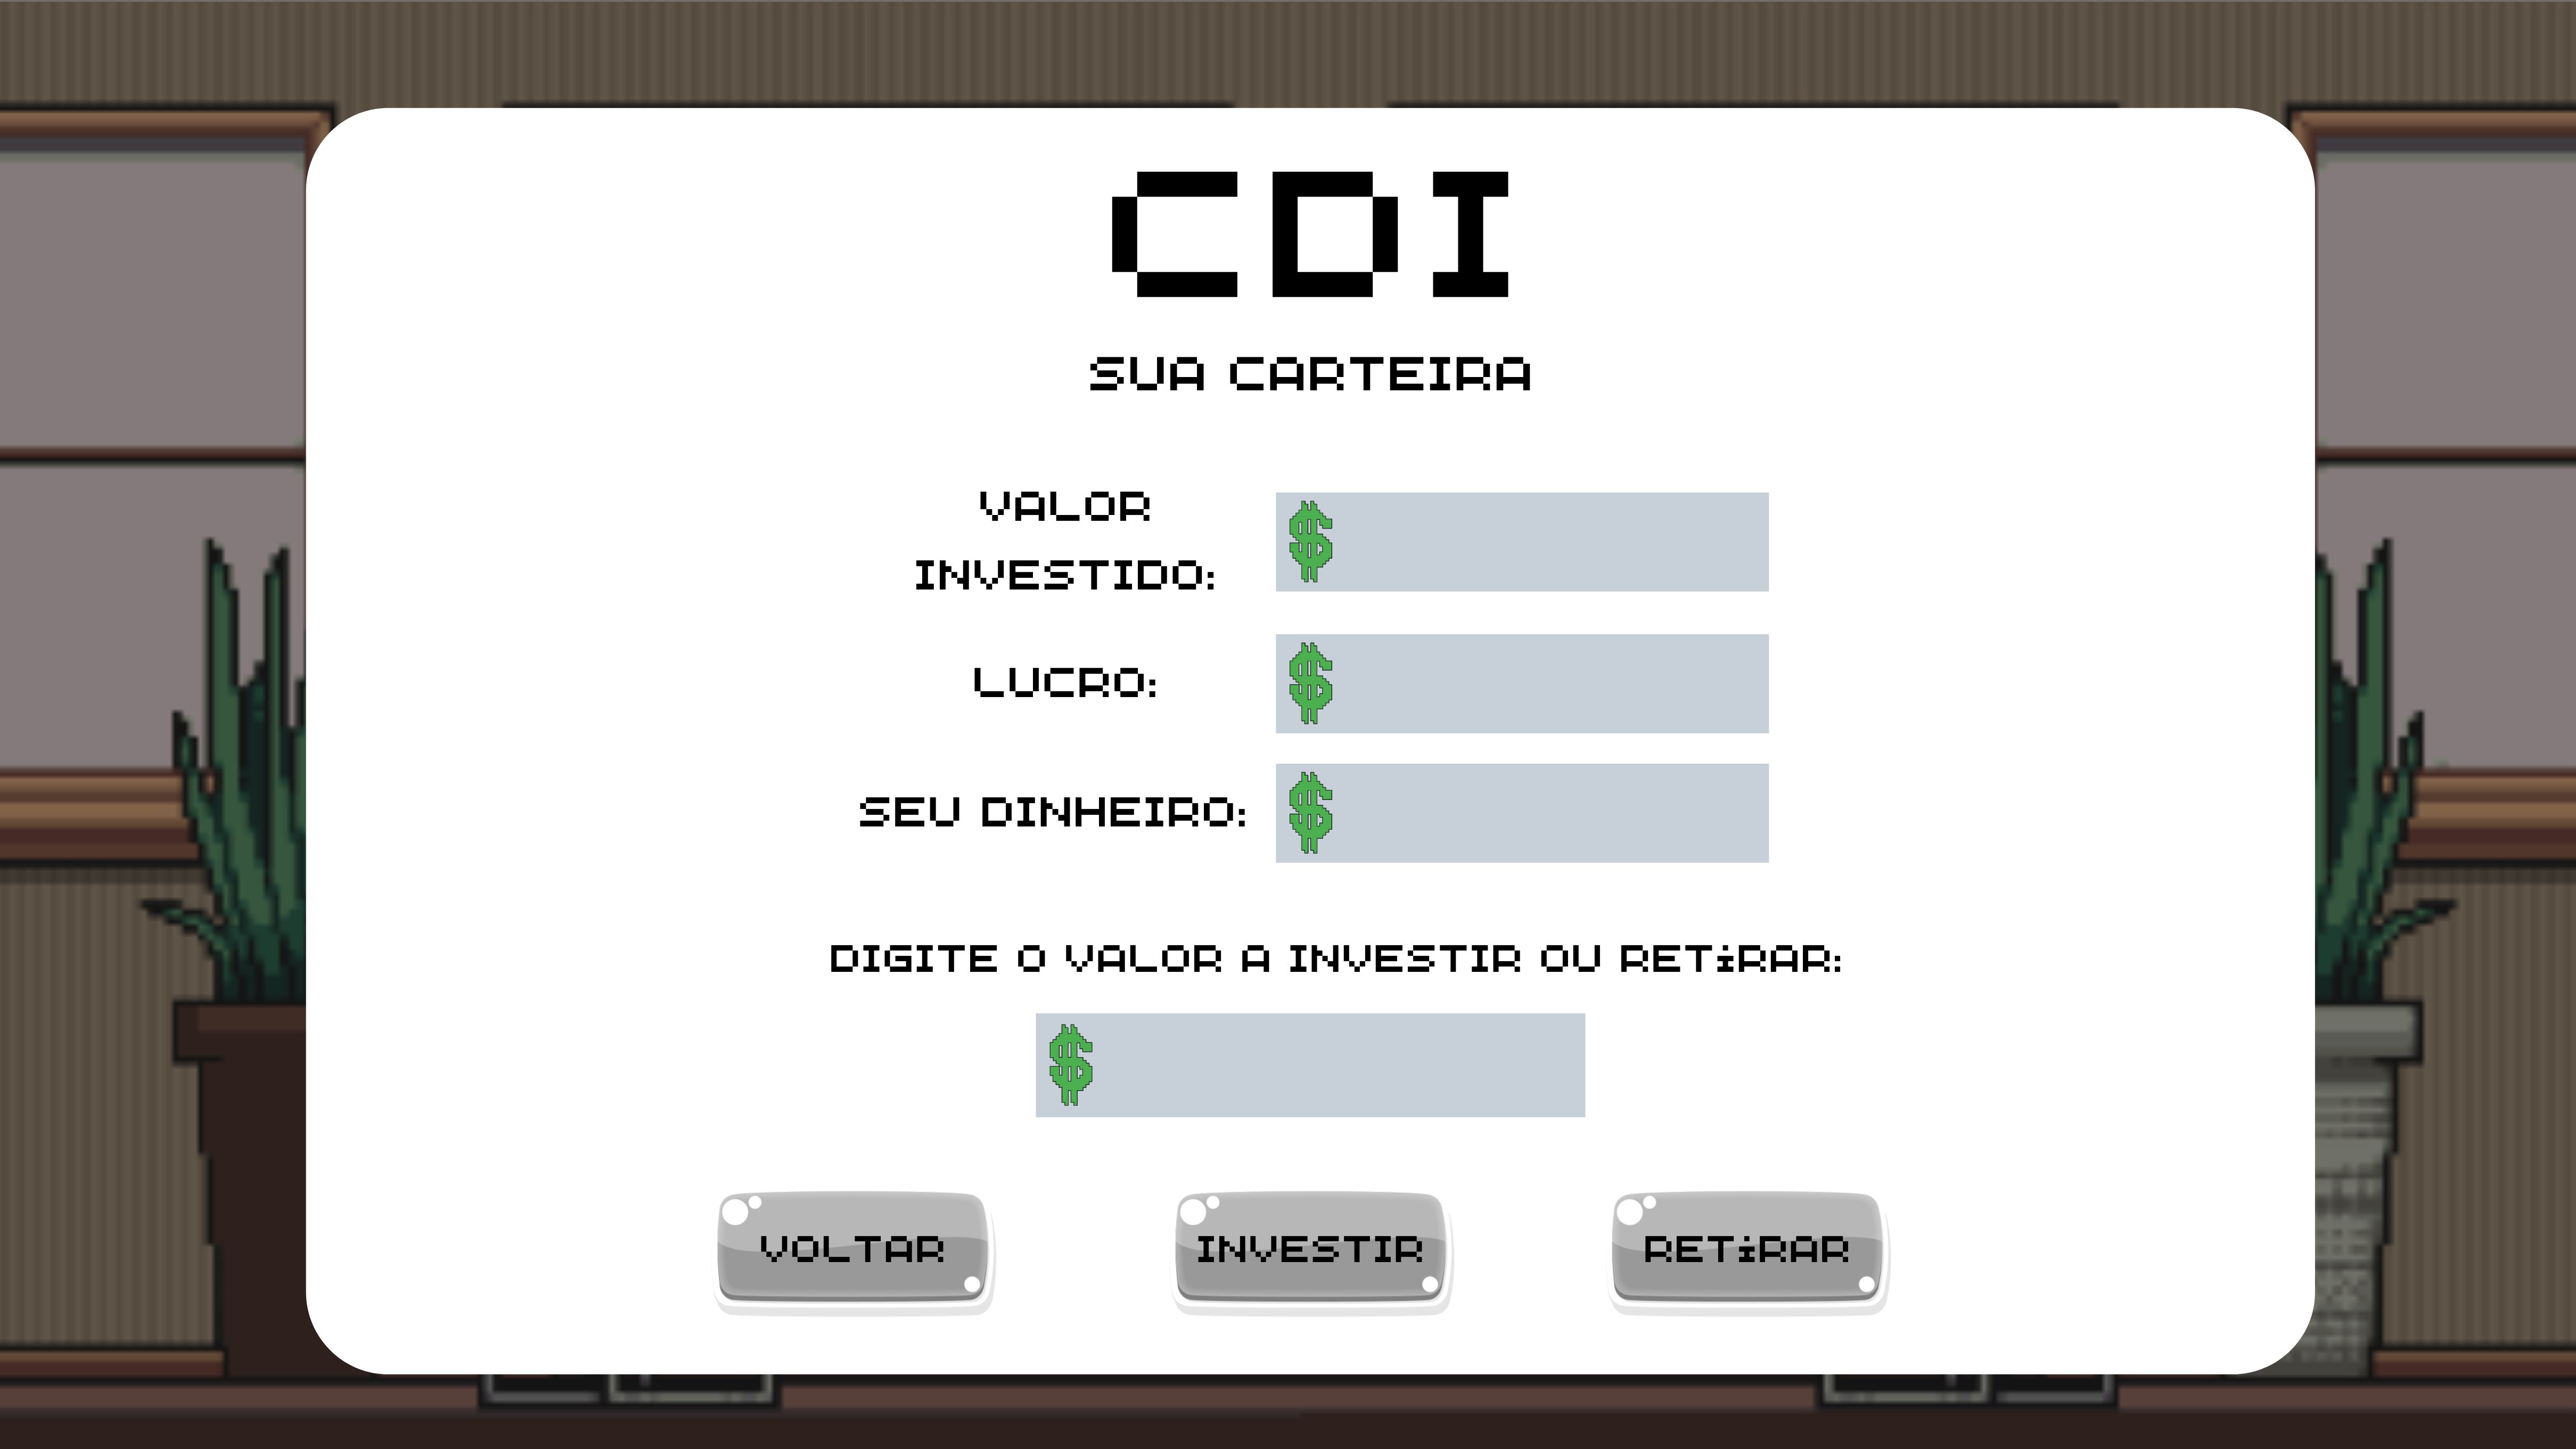 CDI
SUA CARTEIRA
VALOR
INVESTIDO:
$
LUCRO:
$
SEU DINHEIRO:
$
DIGITE O VALOR A INVESTIR OU RETiRAR:
$
VOLTAR
INVESTIR
RETiRAR